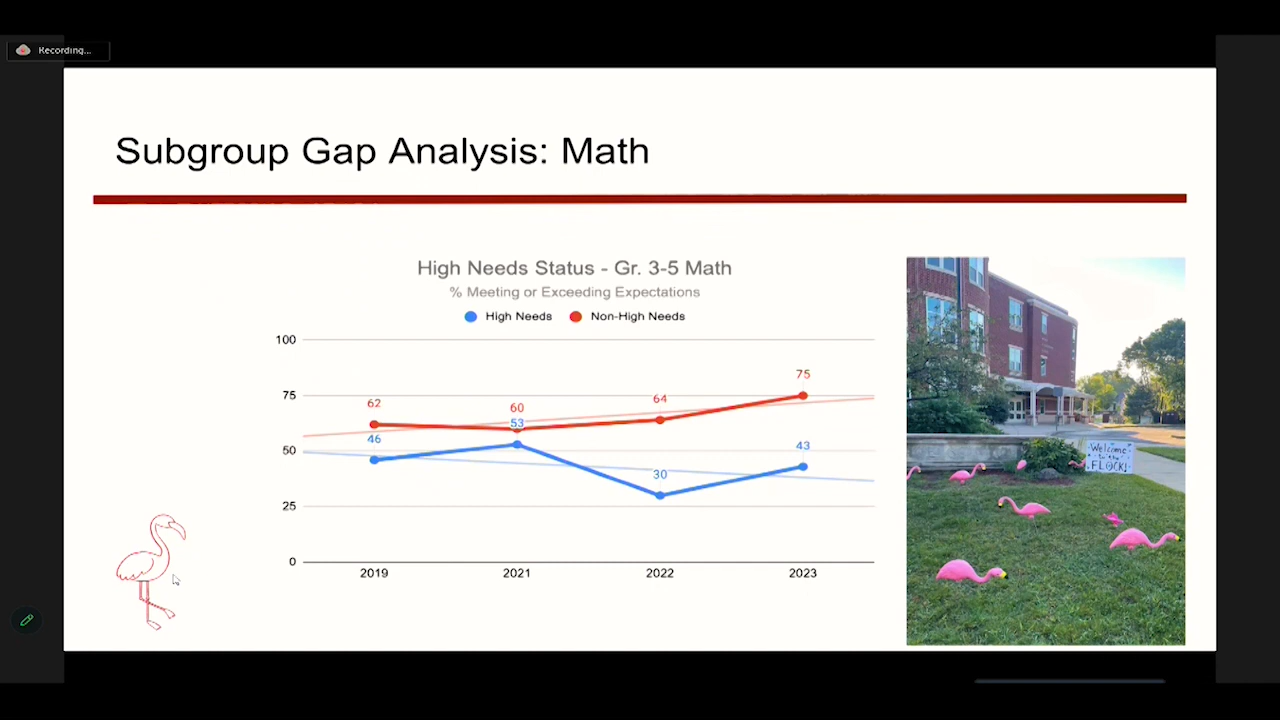 Recording...
Subgroup Gap Analysis: Math
High Needs Status - Gr. 3-5 Math
% Meeting or Exceeding Expectations
High Needs Non-High Needs
100
75
50
25
0
62
60
64
75
46
53
30
43
2019 2021 2022 2023
Welcome
to the
FLOCK!